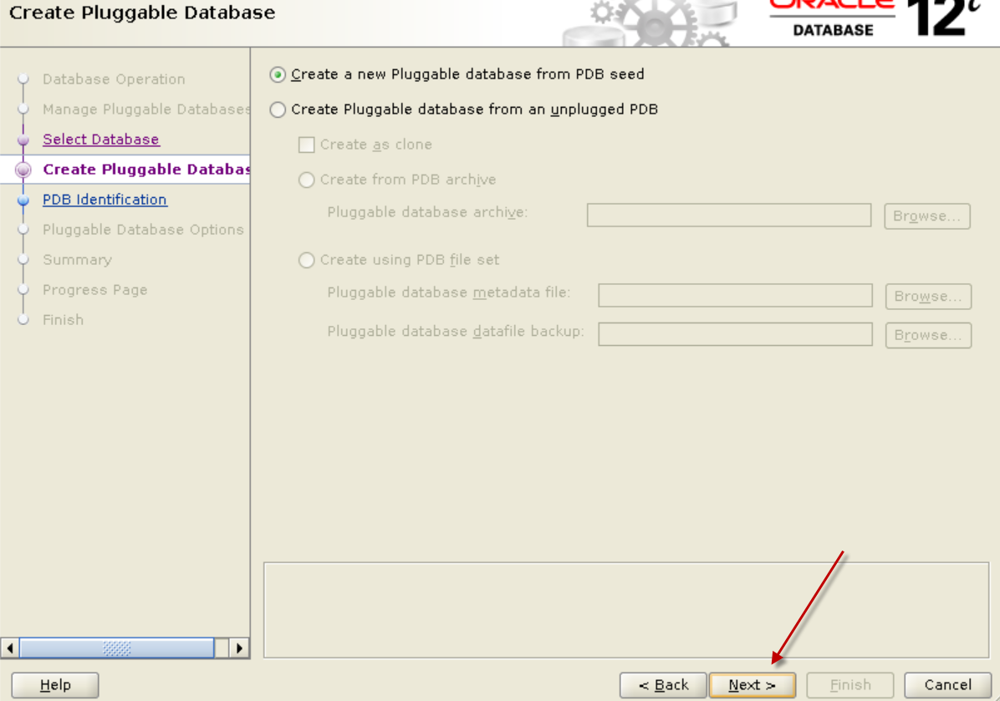 Create Pluggable Database
ORACLE
DATABASE
12c
Database Operation
Manage Pluggable Databases
Select Database
Create Pluggable Databas
PDB Identification
Pluggable Database Options
Summary
Progress Page
Finish
Create a new Pluggable database from PDB seed
Create Pluggable database from an unplugged PDB
Create as clone
Create from PDB archive
Pluggable database archive:
Browse...
Create using PDB file set
Pluggable database metadata file:
Browse...
Pluggable database datafile backup:
Browse...
Help
< Back
Next >
Finish
Cancel